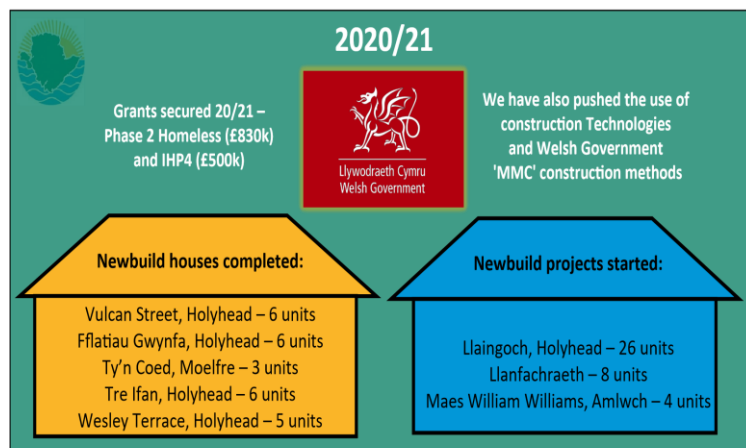 2020/21
Grants secured 20/21 –
Phase 2 Homeless (£830k)
and IHP4 (£500k)
Llywodraeth Cymru
Welsh Government
We have also pushed the use of
construction Technologies
and Welsh Government
'MMC' construction methods
Newbuild houses completed:
Vulcan Street, Holyhead – 6 units
Fflatiau Gwynfa, Holyhead – 6 units
Ty'n Coed, Moelfre – 3 units
Tre Ifan, Holyhead – 6 units
Wesley Terrace, Holyhead – 5 units
Newbuild projects started:
Llaingoch, Holyhead – 26 units
Llanfachraeth – 8 units
Maes William Williams, Amlwch – 4 units